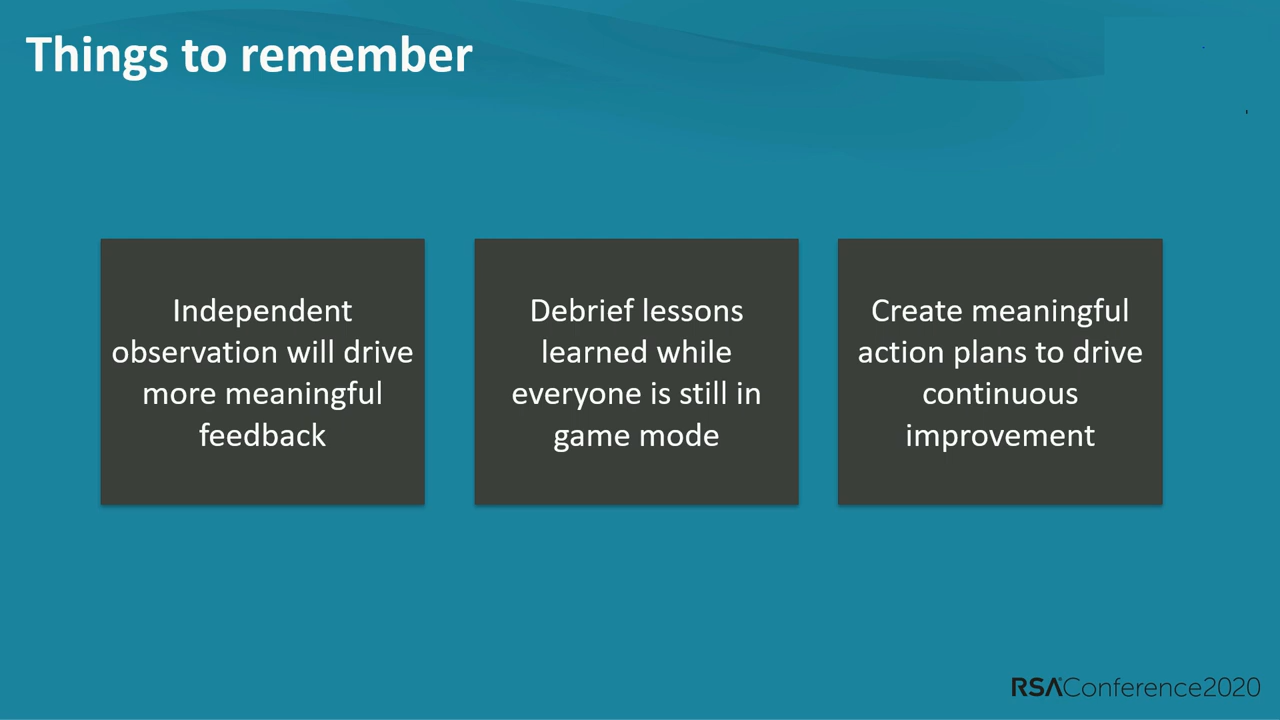 Things to remember
Independent
observation will drive
more meaningful
feedback
Debrief lessons
learned while
everyone is still in
game mode
Create meaningful
action plans to drive
continuous
improvement
RSAConference2020